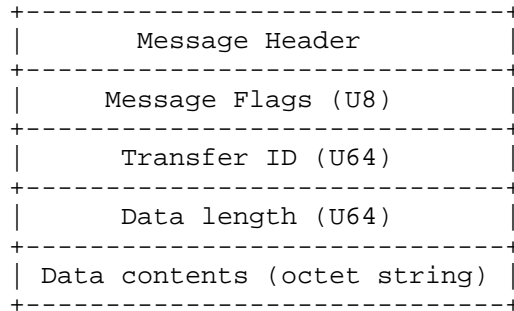 +-----------------------------+
| Message Header |
+-----------------------------+
| Message Flags (U8) |
+-----------------------------+
| Transfer ID (U64) |
+-----------------------------+
| Data length (U64) |
+-----------------------------+
| Data contents (octet string) |
+-----------------------------+